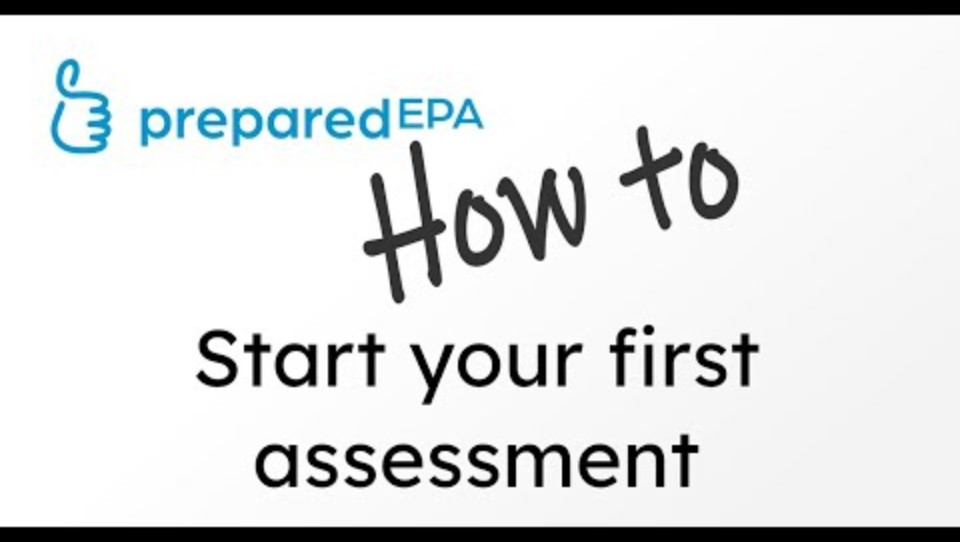 preparedEPA
How to
Start your first
assessment